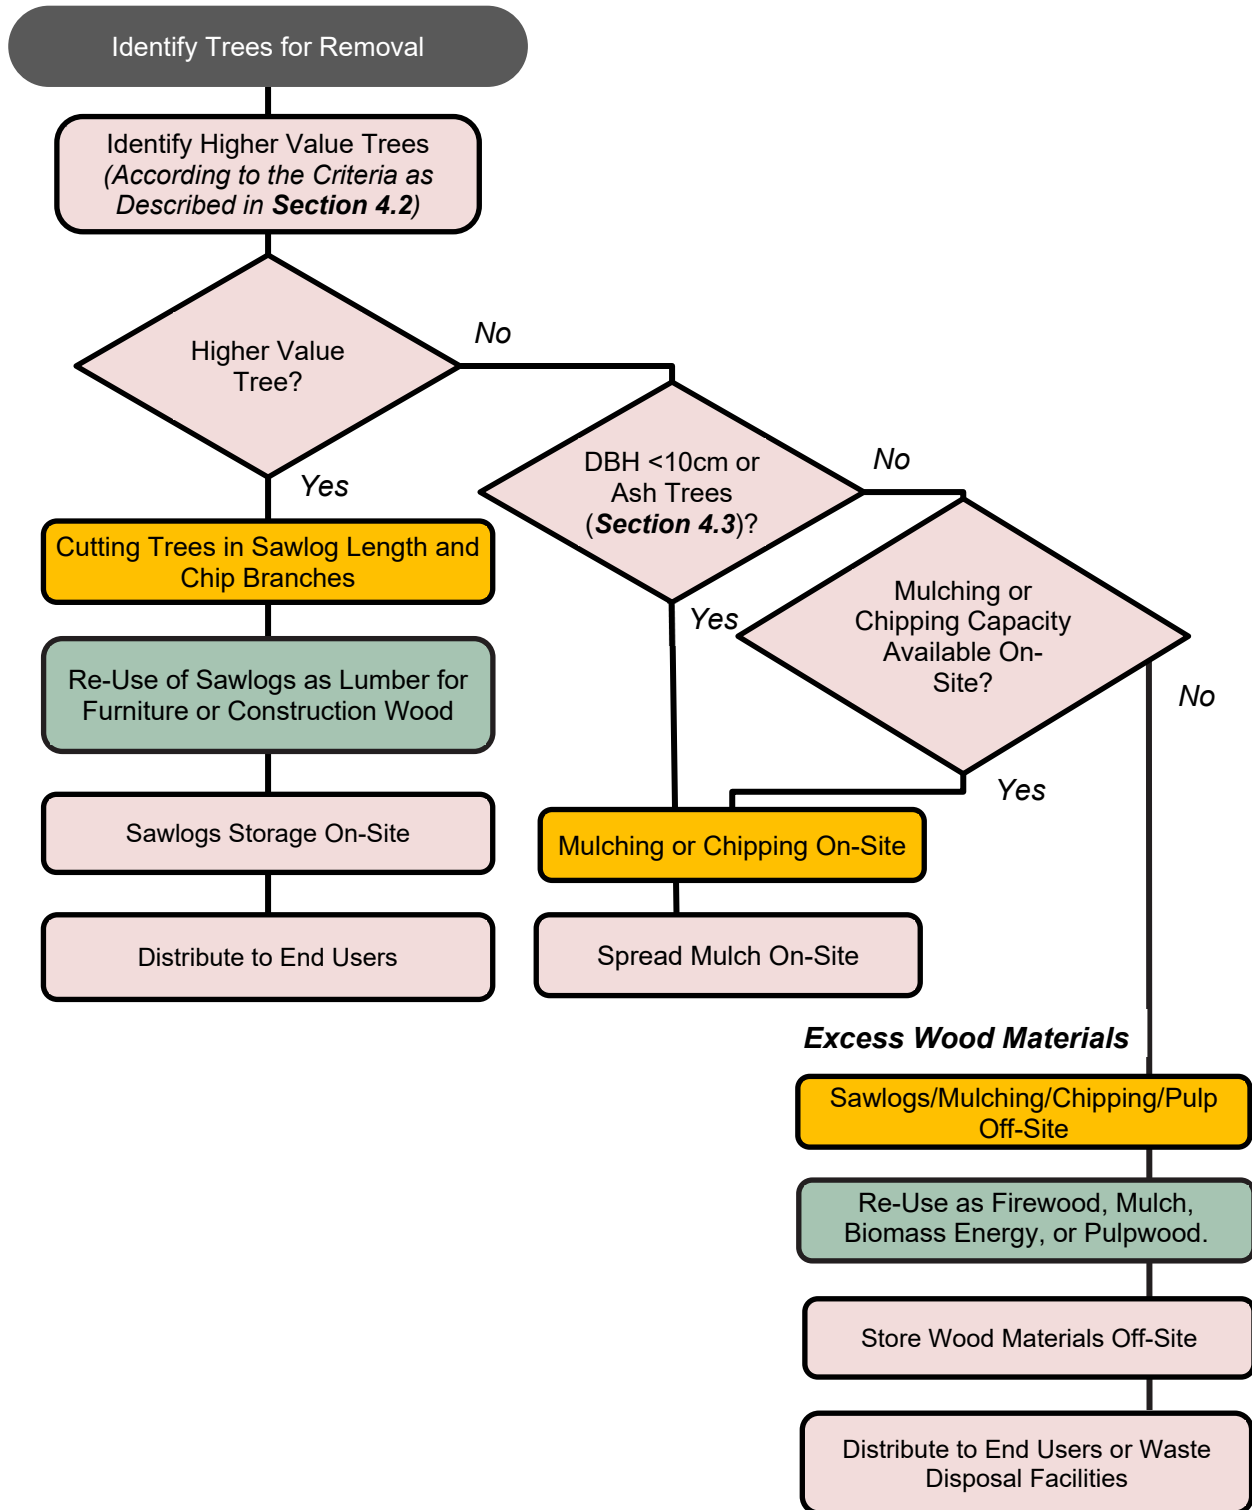 Identify Trees for Removal
Identify Higher Value Trees
(According to the Criteria as
Described in Section 4.2)
Higher Value
Tree?
No
Yes
DBH <10cm or
Ash Trees
(Section 4.3)?
No
Yes
Cutting Trees in Sawlog Length and
Chip Branches
Mulching or
Chipping Capacity
Available On-
Site?
No
Yes
Re-Use of Sawlogs as Lumber for
Furniture or Construction Wood
Sawlogs Storage On-Site
Mulching or Chipping On-Site
Distribute to End Users
Spread Mulch On-Site
Excess Wood Materials
Sawlogs/Mulching/Chipping/Pulp
Off-Site
Re-Use as Firewood, Mulch,
Biomass Energy, or Pulpwood.
Store Wood Materials Off-Site
Distribute to End Users or Waste
Disposal Facilities